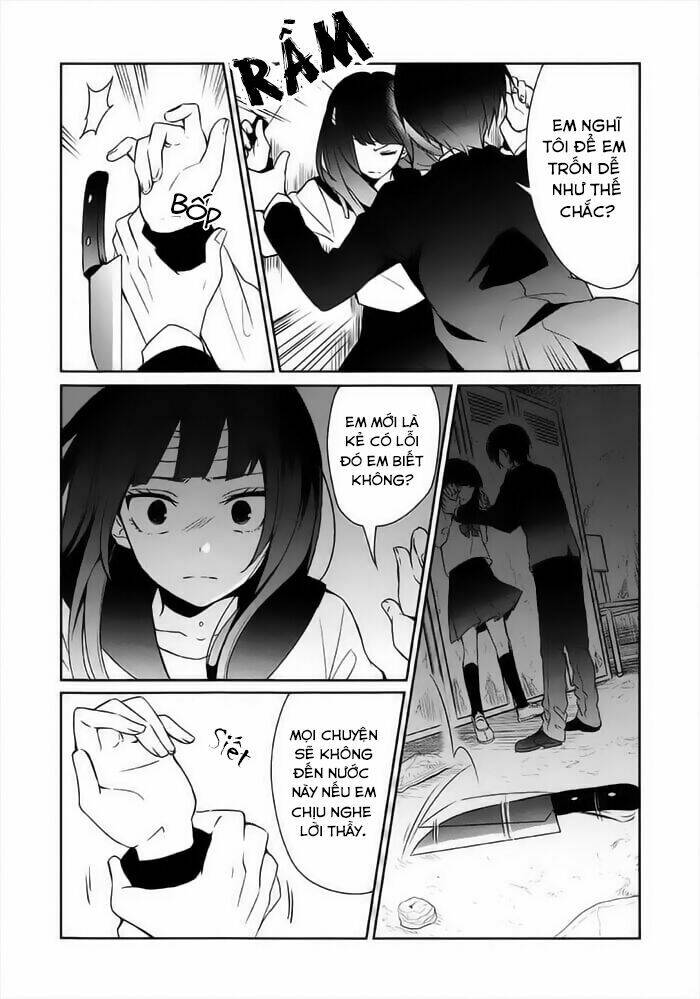 RẦM
EM NGHĨ
TÔI ĐỂ EM
TRỐN DỄ
NHƯ THẾ
CHẮC?
BỐP
EM MỚI LÀ
KẺ CÓ LỖI
ĐÓ EM BIẾT
KHÔNG?
MỌI CHUYỆN
SẼ KHÔNG
ĐẾN NƯỚC
NÀY NẾU EM
CHỊU NGHE
LỜI THẦY.
Siết